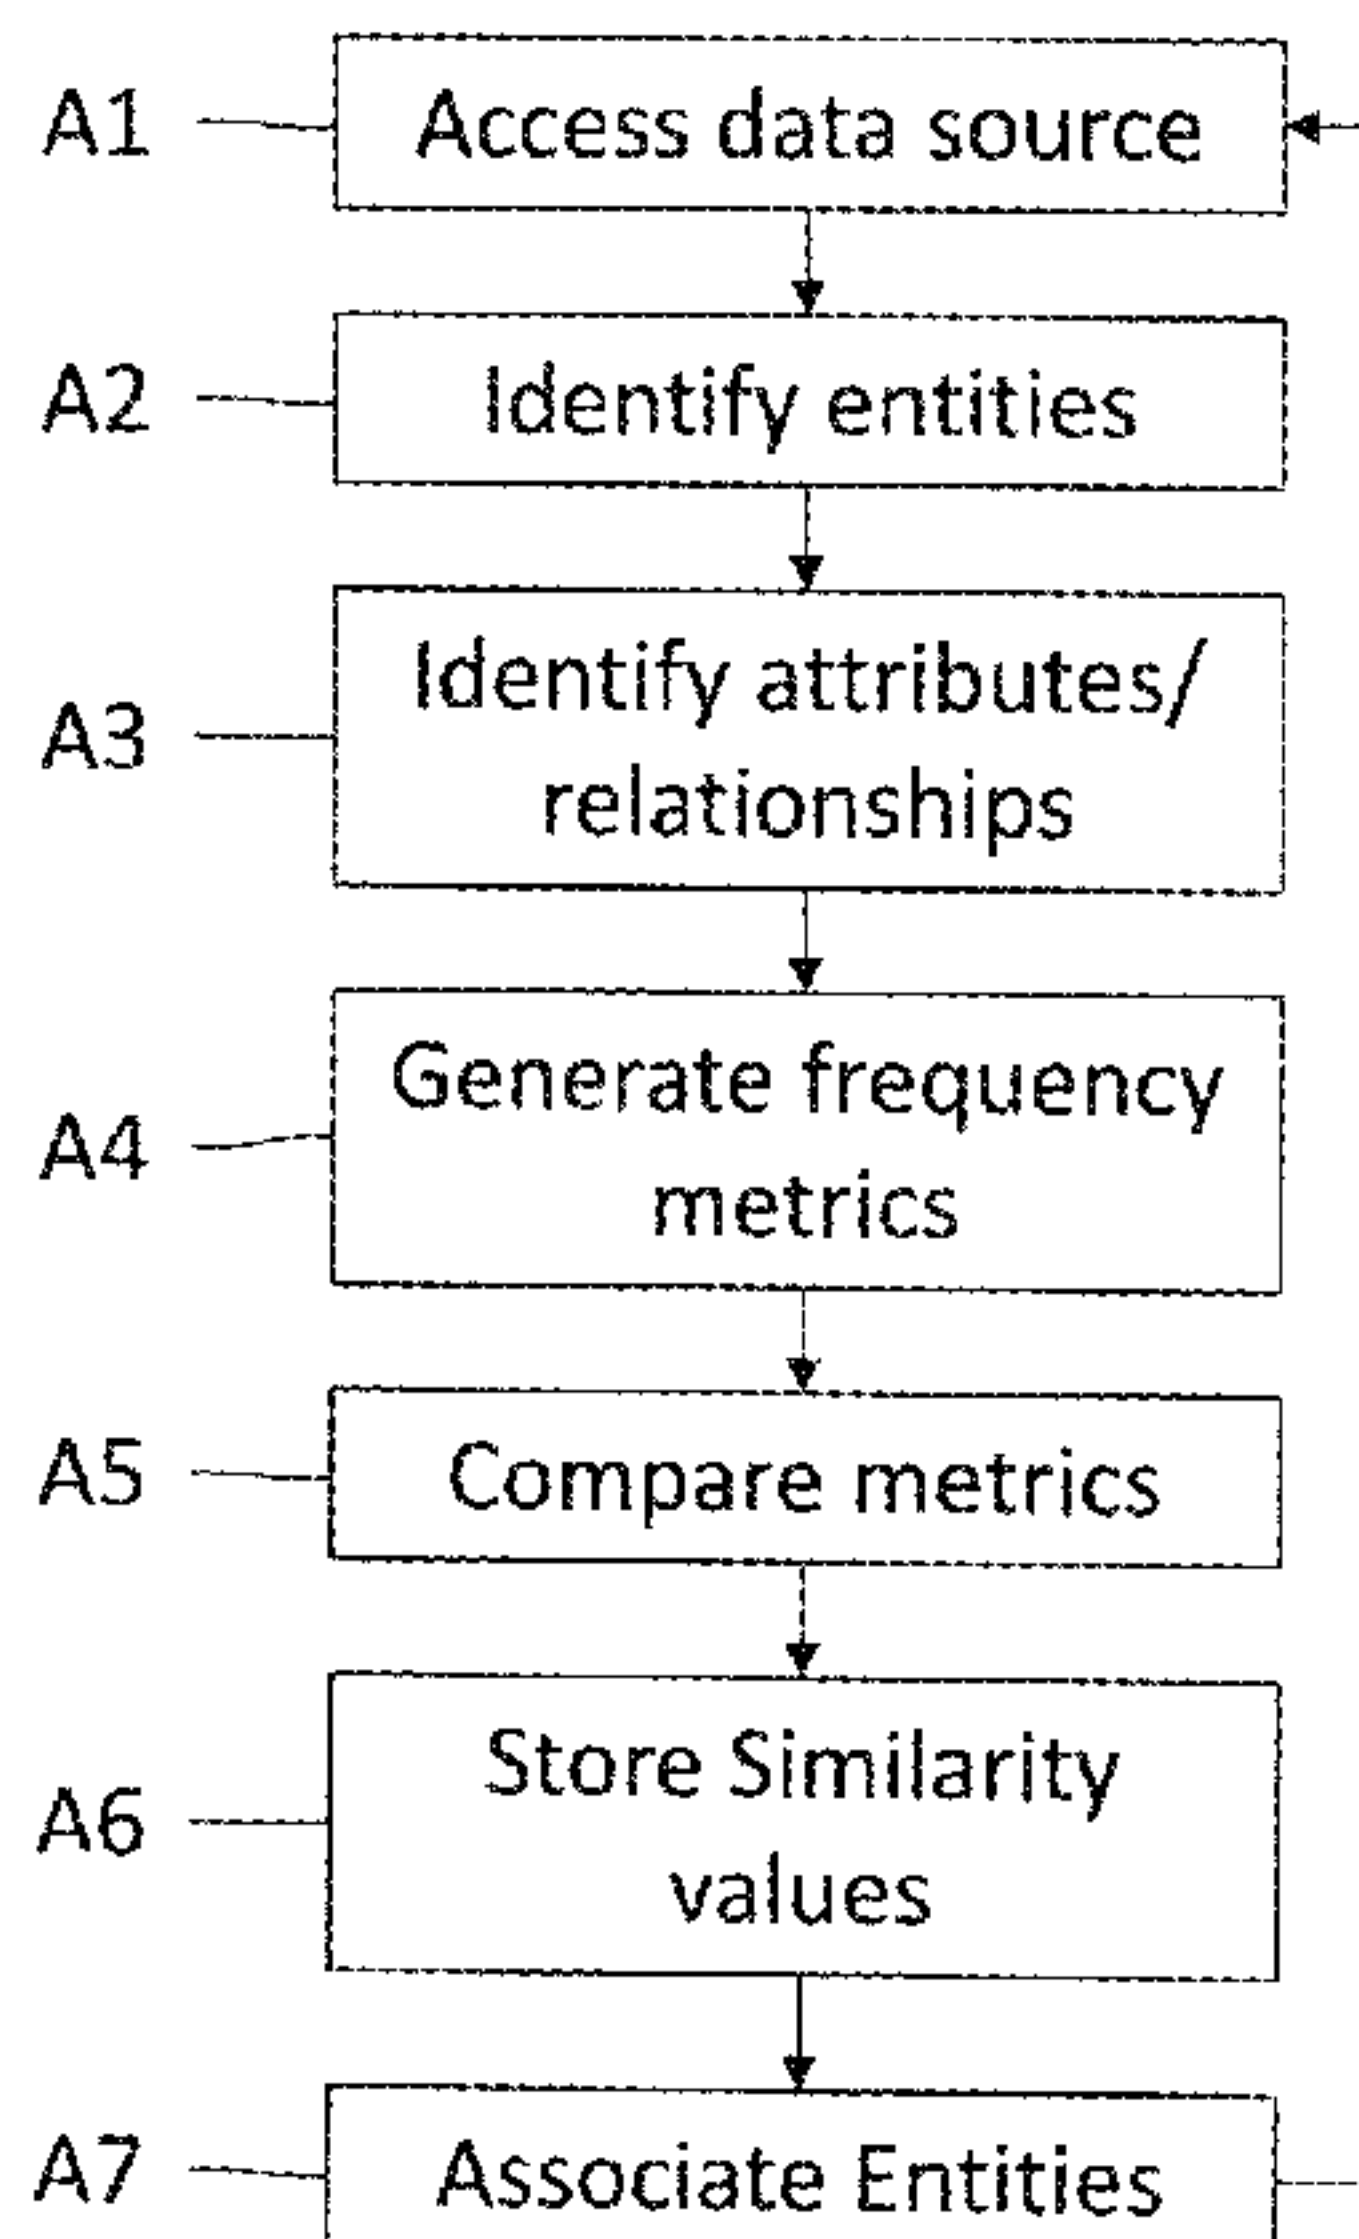 A1 Access data source
A2 Identify entities
A3 Identify attributes/
relationships
A4 Generate frequency
metrics
A5 Compare metrics
A6 Store Similarity
values
A7 Associate Entities